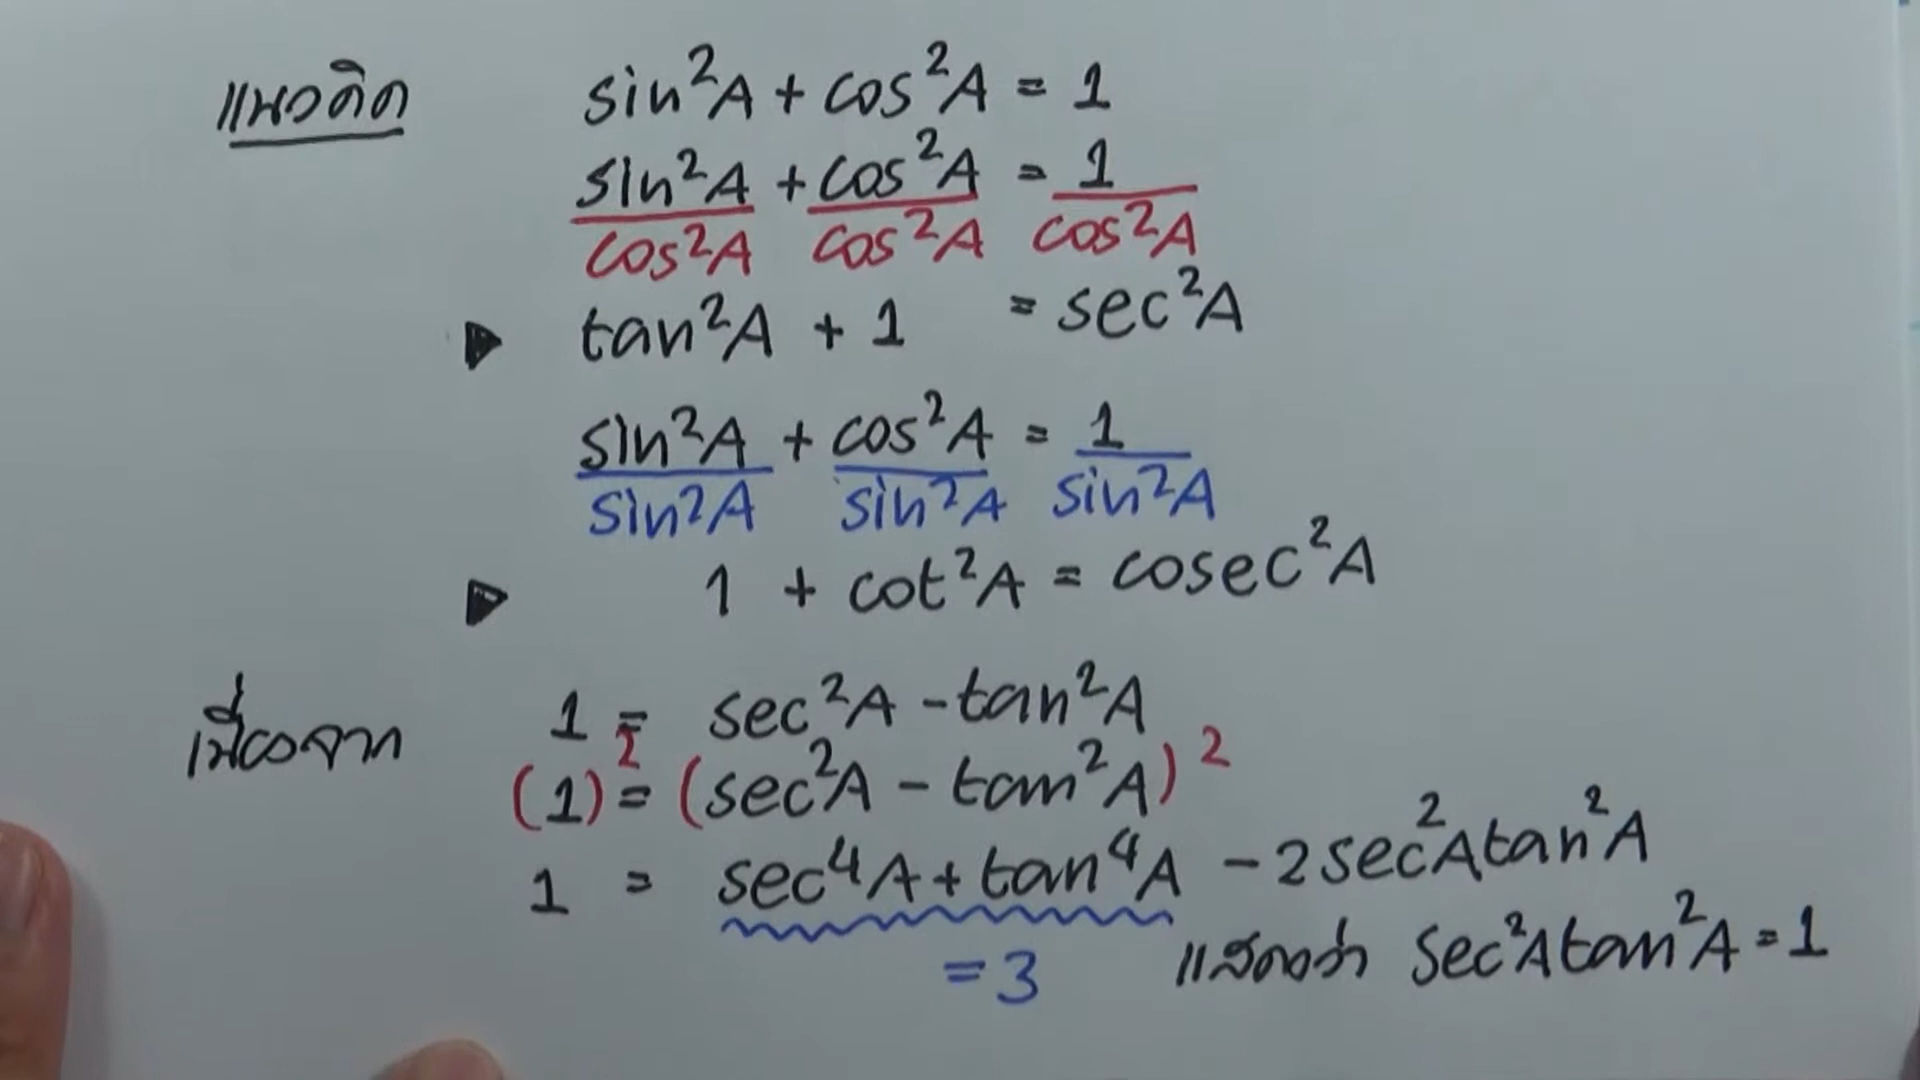 แนวคิด sin²A + cos²A = 1
sin²A/cos²A + cos²A/cos²A = 1/cos²A
▶ tan²A + 1 = sec²A
sin²A/sin²A + cos²A/sin²A = 1/sin²A
▶ 1 + cot²A = cosec²A
เนื่องจาก 1 = sec²A - tan²A
(1)² = (sec²A - tan²A)²
1 = sec⁴A + tan⁴A - 2sec²Atan²A
= 3 แสดงว่า sec²Atan²A = 1